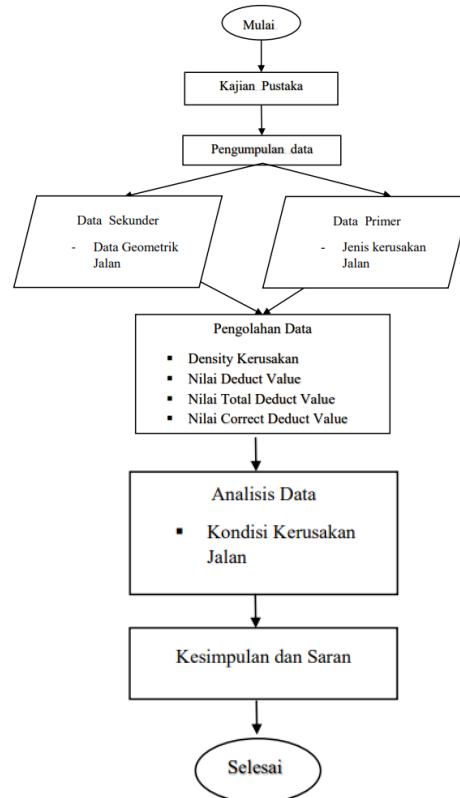 Mulai
Kajian Pustaka
Pengumpulan data
Data Sekunder
- Data Geometrik
Jalan
Data Primer
- Jenis kerusakan
Jalan
Pengolahan Data
▪ Density Kerusakan
▪ Nilai Deduct Value
▪ Nilai Total Deduct Value
▪ Nilai Correct Deduct Value
Analisis Data
▪ Kondisi Kerusakan
Jalan
Kesimpulan dan Saran
Selesai